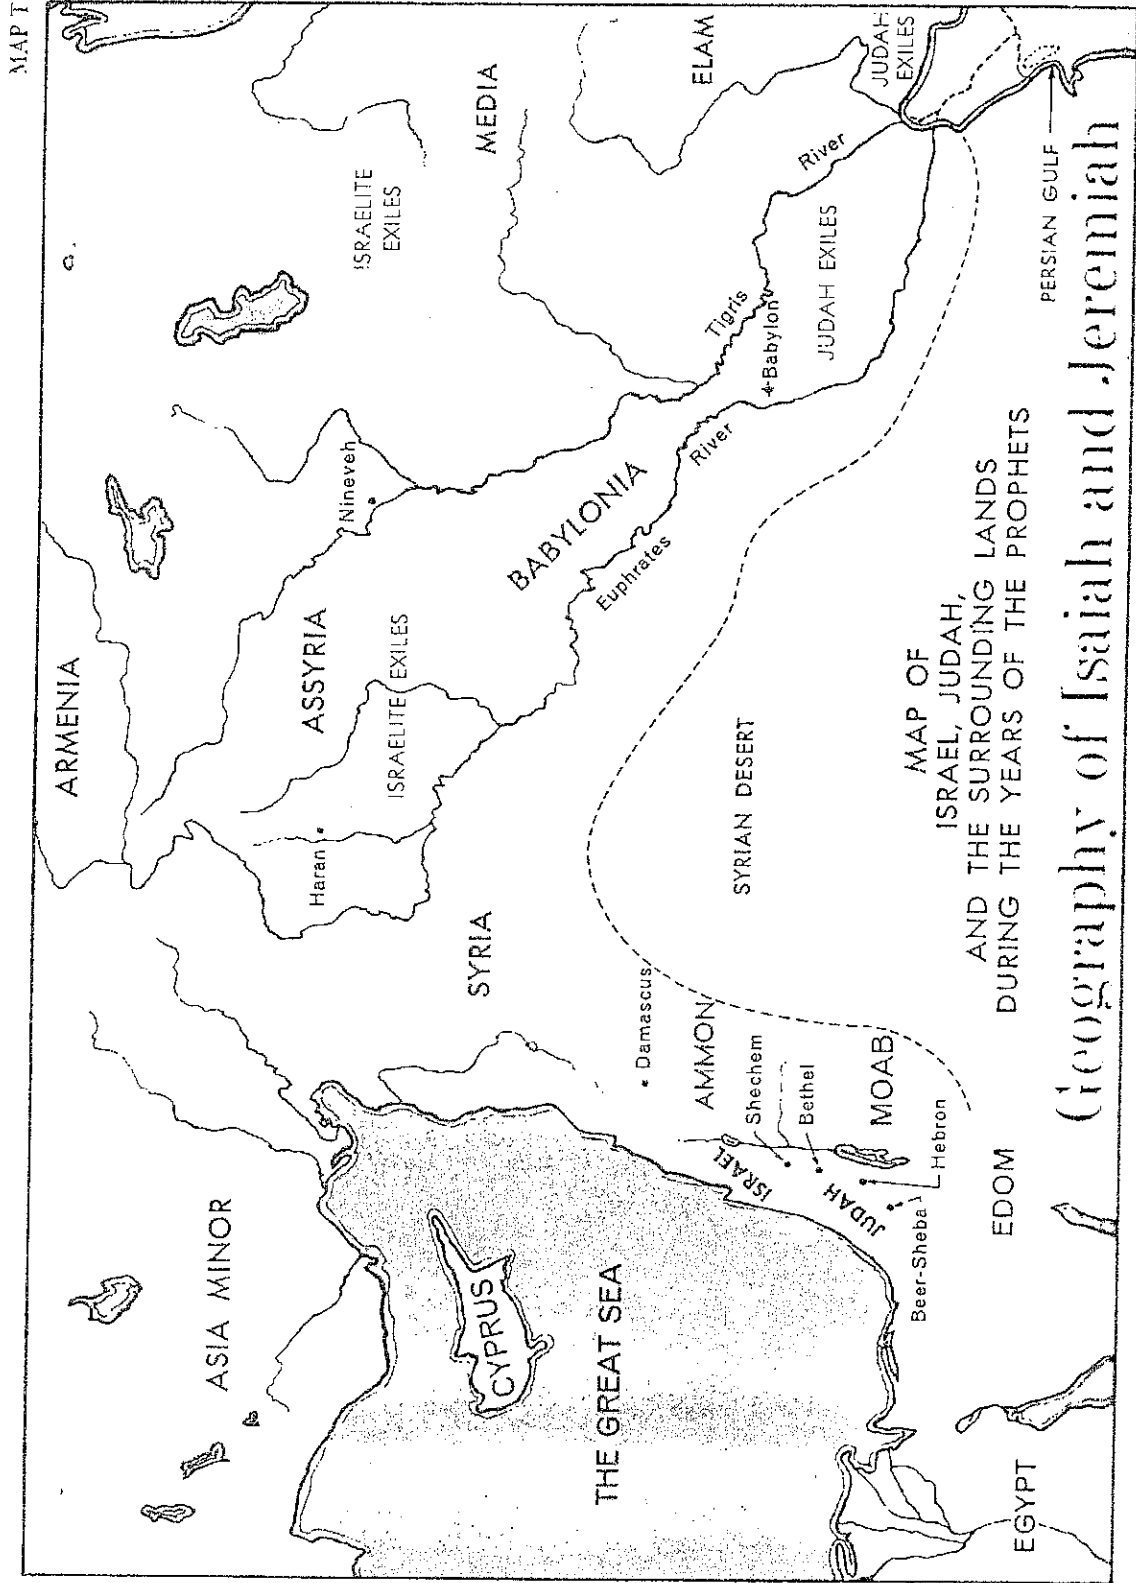 MAP T
ARMENIA
MEDIA
ISRAELITE
EXILES
ELAM
JUDAH
EXILES
ASIA MINOR
Haran
ASSYRIA
ISRAELITE EXILES
Nineveh
BABYLONIA
Tigris
River
Euphrates
River
Babylon
JUDAH EXILES
SYRIA
CYPRUS
THE GREAT SEA
Damascus
AMMON
Shechem
Bethel
ISRAEL
JUDAH
MOAB
Hebron
Beer-Sheba
EDOM
EGYPT
SYRIAN DESERT
PERSIAN GULF
MAP OF
ISRAEL, JUDAH,
AND THE SURROUNDING LANDS
DURING THE YEARS OF THE PROPHETS
Geography of Isaiah and Jeremiah